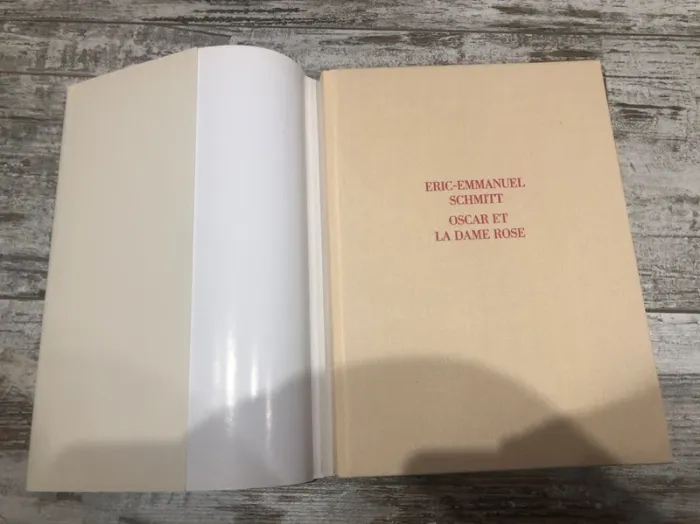 ERIC-EMMANUEL
SCHMITT
OSCAR ET
LA DAME ROSE